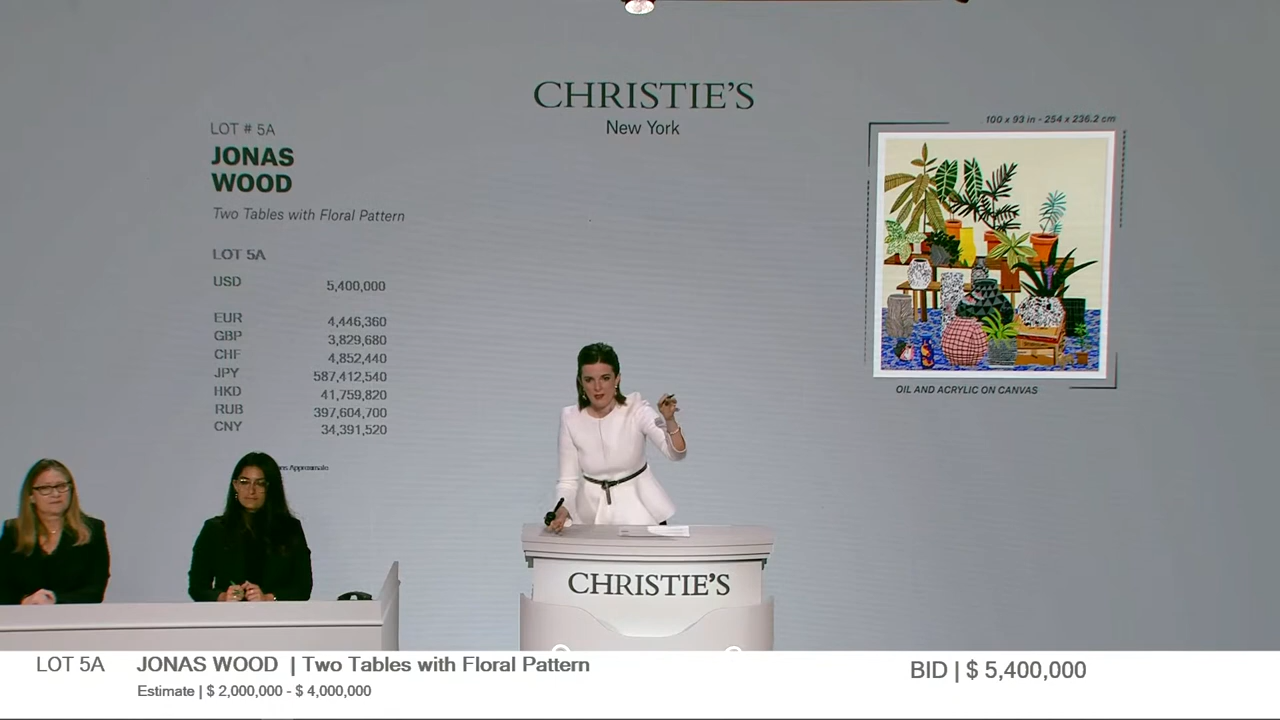 CHRISTIE'S
New York
LOT # 5A
JONAS
WOOD
Two Tables with Floral Pattern
LOT 5A
USD 5,400,000
EUR 4,446,360
GBP 3,829,680
CHF 4,852,440
JPY 587,412,540
HKD 41,759,820
RUB 397,604,700
CNY 34,391,520
Approximate
100 x 93 in - 254 x 236.2 cm
OIL AND ACRYLIC ON CANVAS
CHRISTIE'S
LOT 5A JONAS WOOD | Two Tables with Floral Pattern
Estimate | $ 2,000,000 - $ 4,000,000
BID | $ 5,400,000